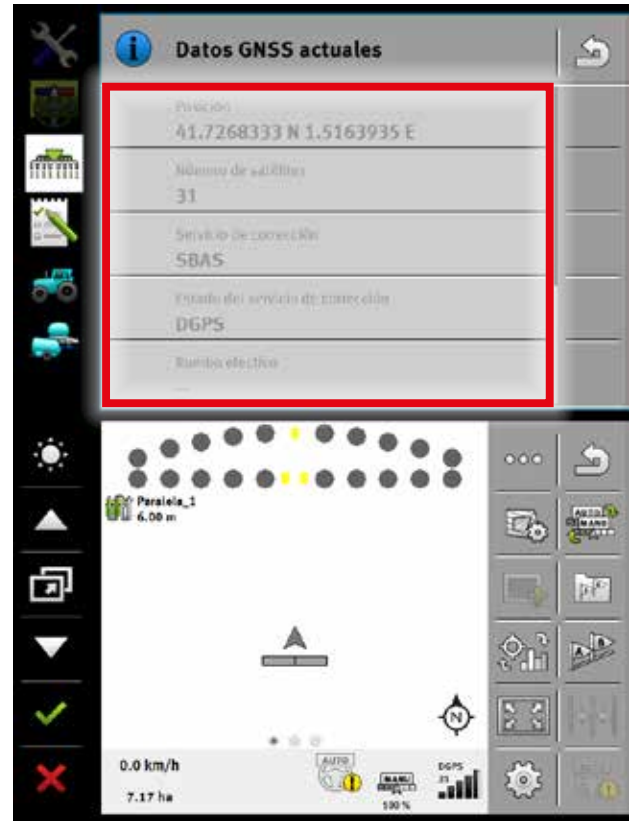 Datos GNSS actuales
Posición
41.7268333 N 1.5163935 E
Número de satélites
31
Servicio de corrección
SBAS
Estado del servicio de corrección
DGPS
Rumbo efectivo
---
Paralela_1
6.00 m
N
0.0 km/h
7.17 ha
AUTO
MANU
100 %
DGPS
31
AUTO
MANU
A B